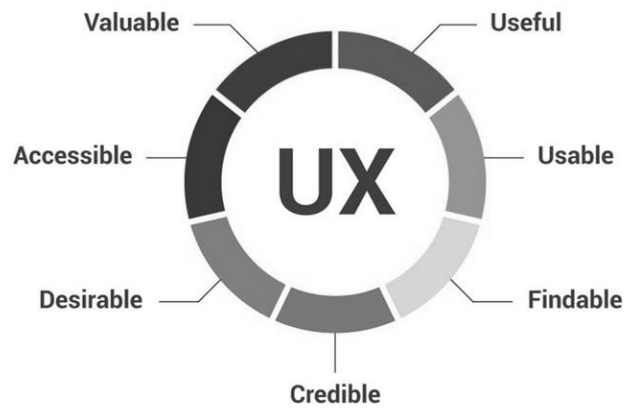 Valuable
Useful
Accessible
UX
Usable
Desirable
Findable
Credible